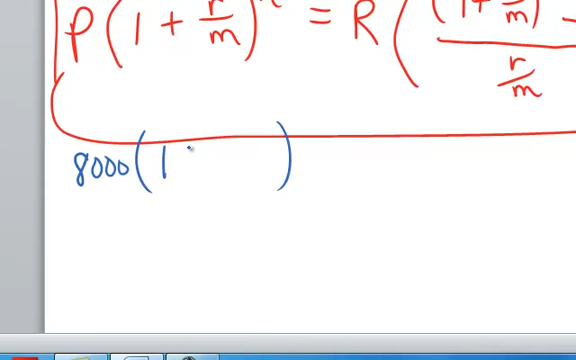 P(1 + r/m) = R((1 + r/m) -
r/m
8000(1 )